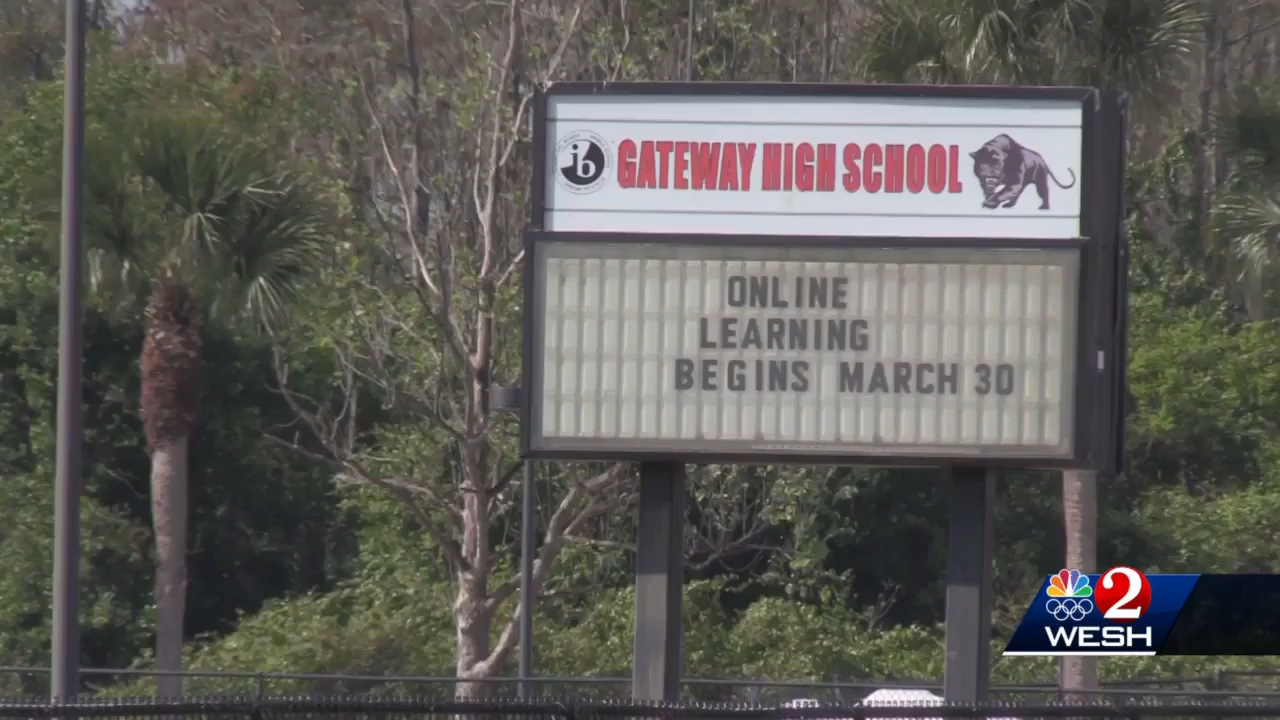 ib GATEWAY HIGH SCHOOL
ONLINE
LEARNING
BEGINS MARCH 30
2
WESH